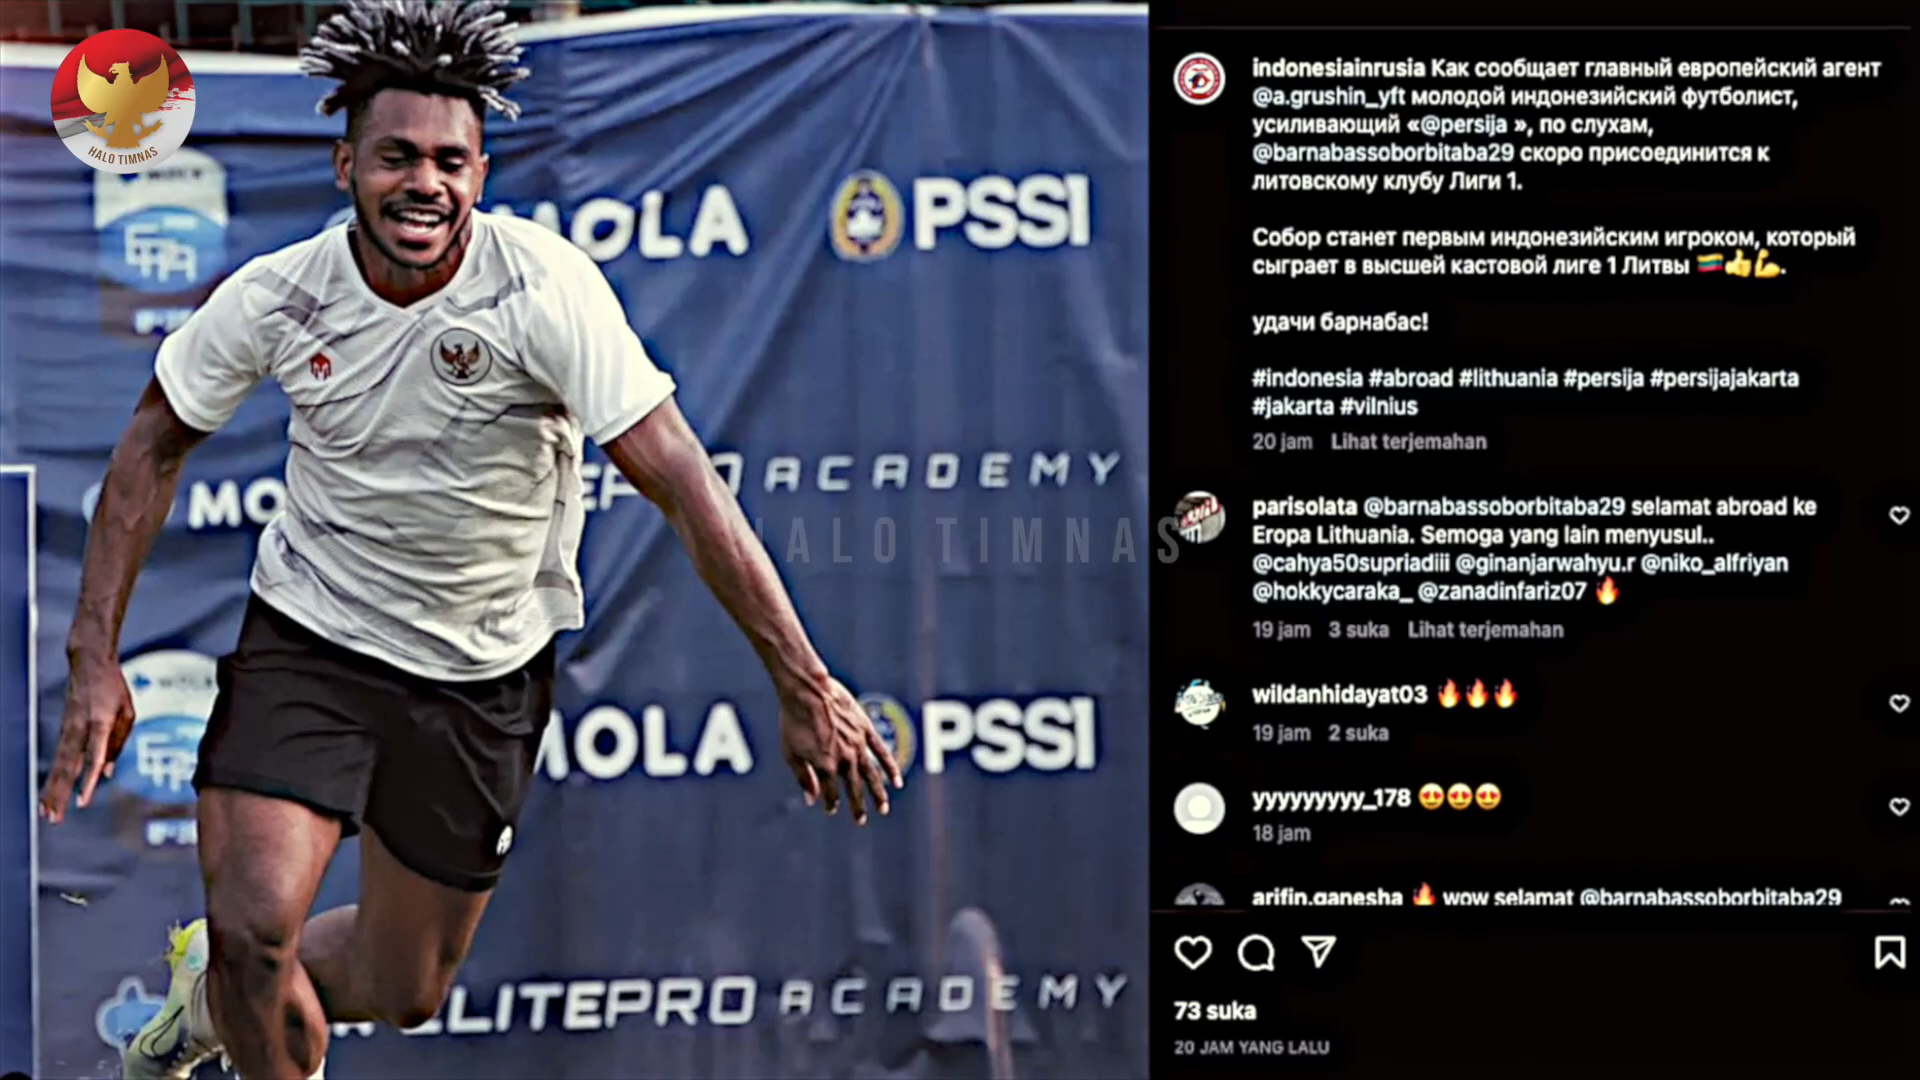 HALO TIMNAS
MOLA
PSSI
EPA
indonesiainrusia Как сообщает главный европейский агент
@a.grushin_yft молодой индонезийский футболист,
усиливающий «@persija », по слухам,
@barnabassoborbitaba29 скоро присоединится к
литовскому клубу Лиги 1.
Собор станет первым индонезийским игроком, который
сыграет в высшей кастовой лиге 1 Литвы 🇱🇹👍💪.
удачи барнабас!
#indonesia #abroad #lithuania #persija #persijajakarta
#jakarta #vilnius
20 jam Lihat terjemahan
ACADEMY
MO
HALO TIMNAS
parisolata @barnabassoborbitaba29 selamat abroad ke
Eropa Lithuania. Semoga yang lain menyusul..
@cahya50supriadiii @ginanjarwahyu.r @niko_alfriyan
@hokkycaraka_ @zanadinfariz07 🔥
19 jam 3 suka Lihat terjemahan
wildanhidayat03 🔥🔥🔥
19 jam 2 suka
MOLA
PSSI
yyyyyyyyy_178 😍😍😍
18 jam
arifin.ganesha 🔥 wow selamat @barnabassoborbitaba29
ELITEPRO ACADEMY
73 suka
20 JAM YANG LALU